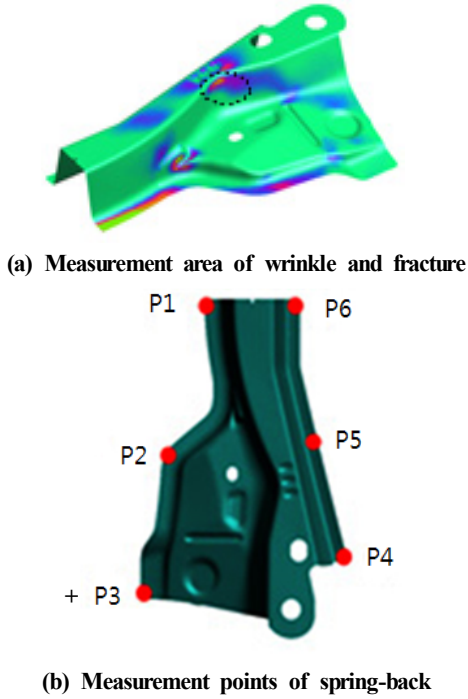 (a) Measurement area of wrinkle and fracture
P1 P6
P2 P5
+ P3 P4
(b) Measurement points of spring-back